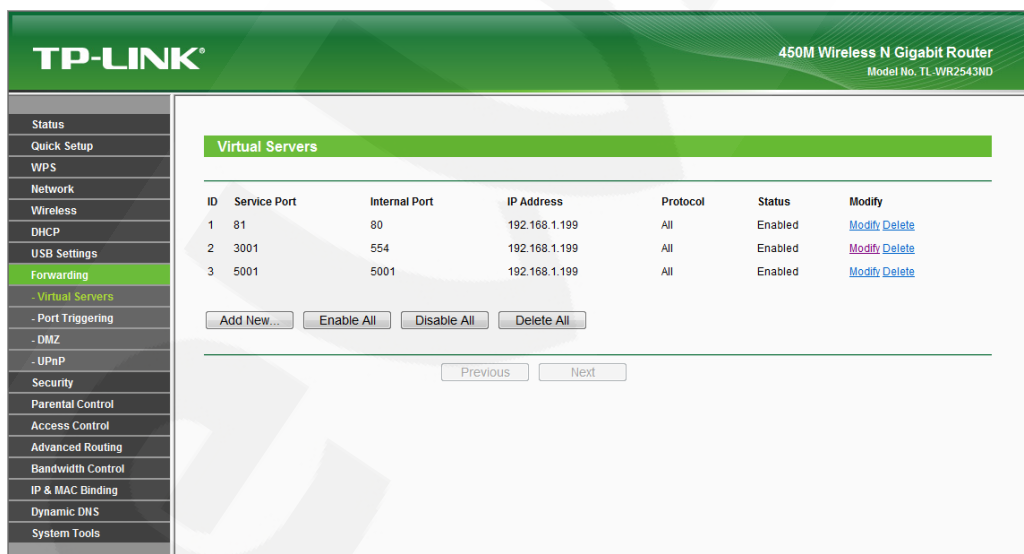 TP-LINK®
450M Wireless N Gigabit Router
Model No. TL-WR2543ND
Status
Quick Setup
WPS
Network
Wireless
DHCP
USB Settings
Forwarding
- Virtual Servers
- Port Triggering
- DMZ
- UPnP
Security
Parental Control
Access Control
Advanced Routing
Bandwidth Control
IP & MAC Binding
Dynamic DNS
System Tools
Virtual Servers
ID Service Port Internal Port IP Address Protocol Status Modify
1 81 80 192.168.1.199 All Enabled Modify Delete
2 3001 554 192.168.1.199 All Enabled Modify Delete
3 5001 5001 192.168.1.199 All Enabled Modify Delete
Add New... Enable All Disable All Delete All
Previous Next